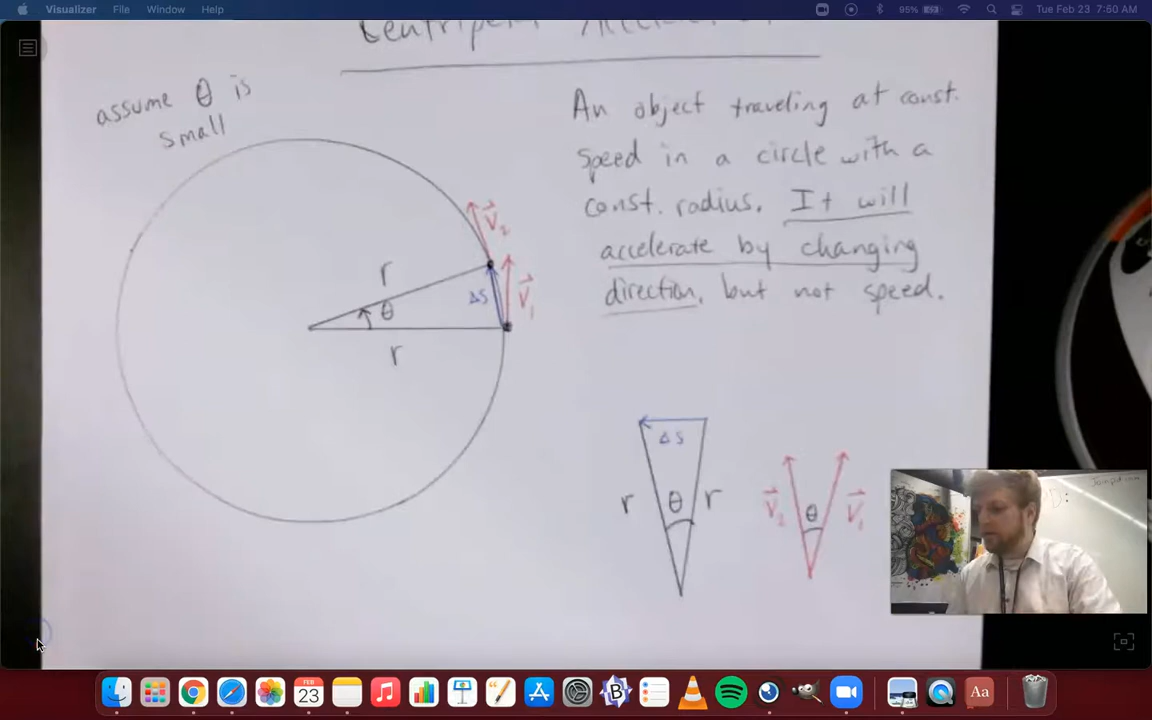 Visualizer File Window Help
95% Tue Feb 23 7:50 AM
Centripetal
assume θ is
small
An object traveling at const.
speed in a circle with a
const. radius. It will
accelerate by changing
direction, but not speed.
V₂
r
θ
Δs
V₁
r
Δs
r θ r
V₂ θ V₁
FEB
23
Aa